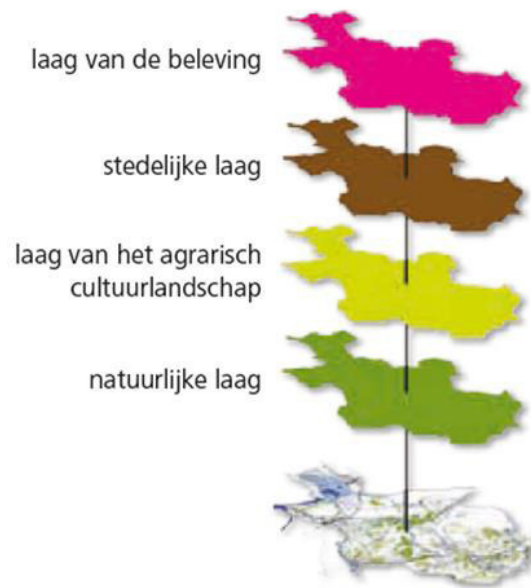 laag van de beleving
stedelijke laag
laag van het agrarisch
cultuurlandschap
natuurlijke laag